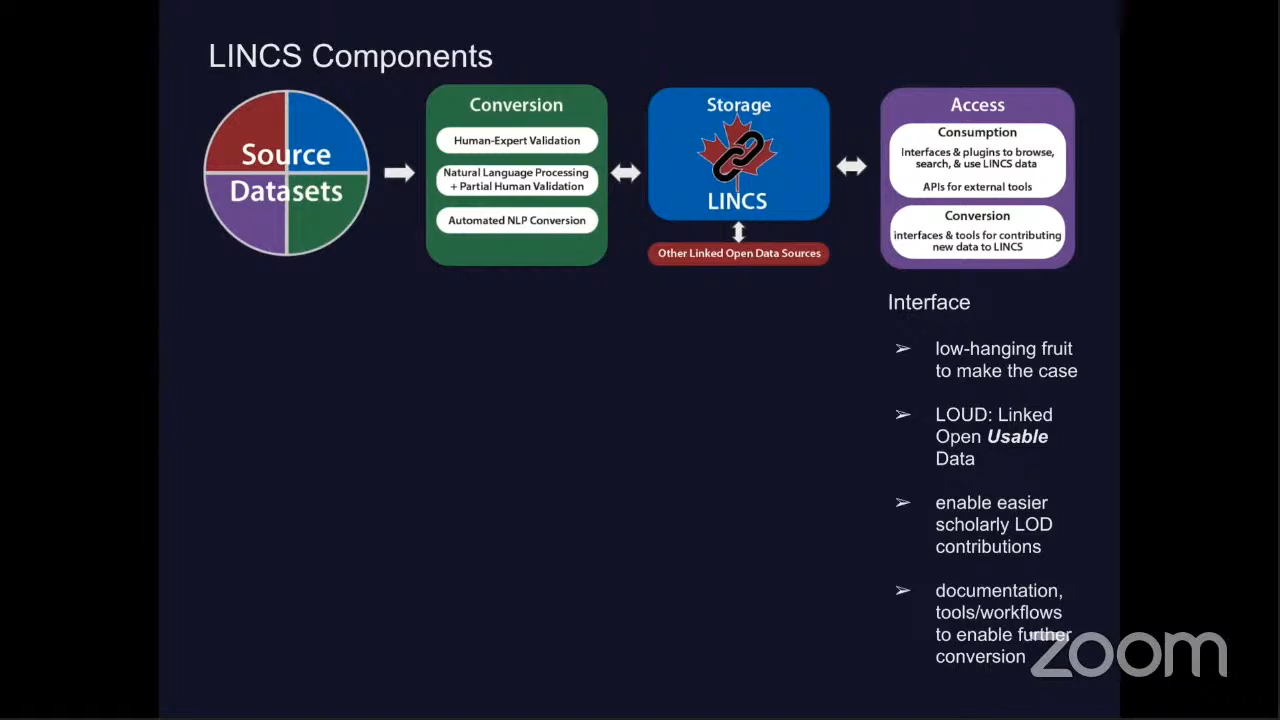 LINCS Components
Source
Datasets
Conversion
Human-Expert Validation
Natural Language Processing
+ Partial Human Validation
Automated NLP Conversion
Storage
LINCS
Other Linked Open Data Sources
Access
Consumption
Interfaces & plugins to browse,
search, & use LINCS data
APIs for external tools
Conversion
interfaces & tools for contributing
new data to LINCS
Interface
➢ low-hanging fruit
to make the case
➢ LOUD: Linked
Open Usable
Data
➢ enable easier
scholarly LOD
contributions
➢ documentation,
tools/workflows
to enable further
conversion
zoom